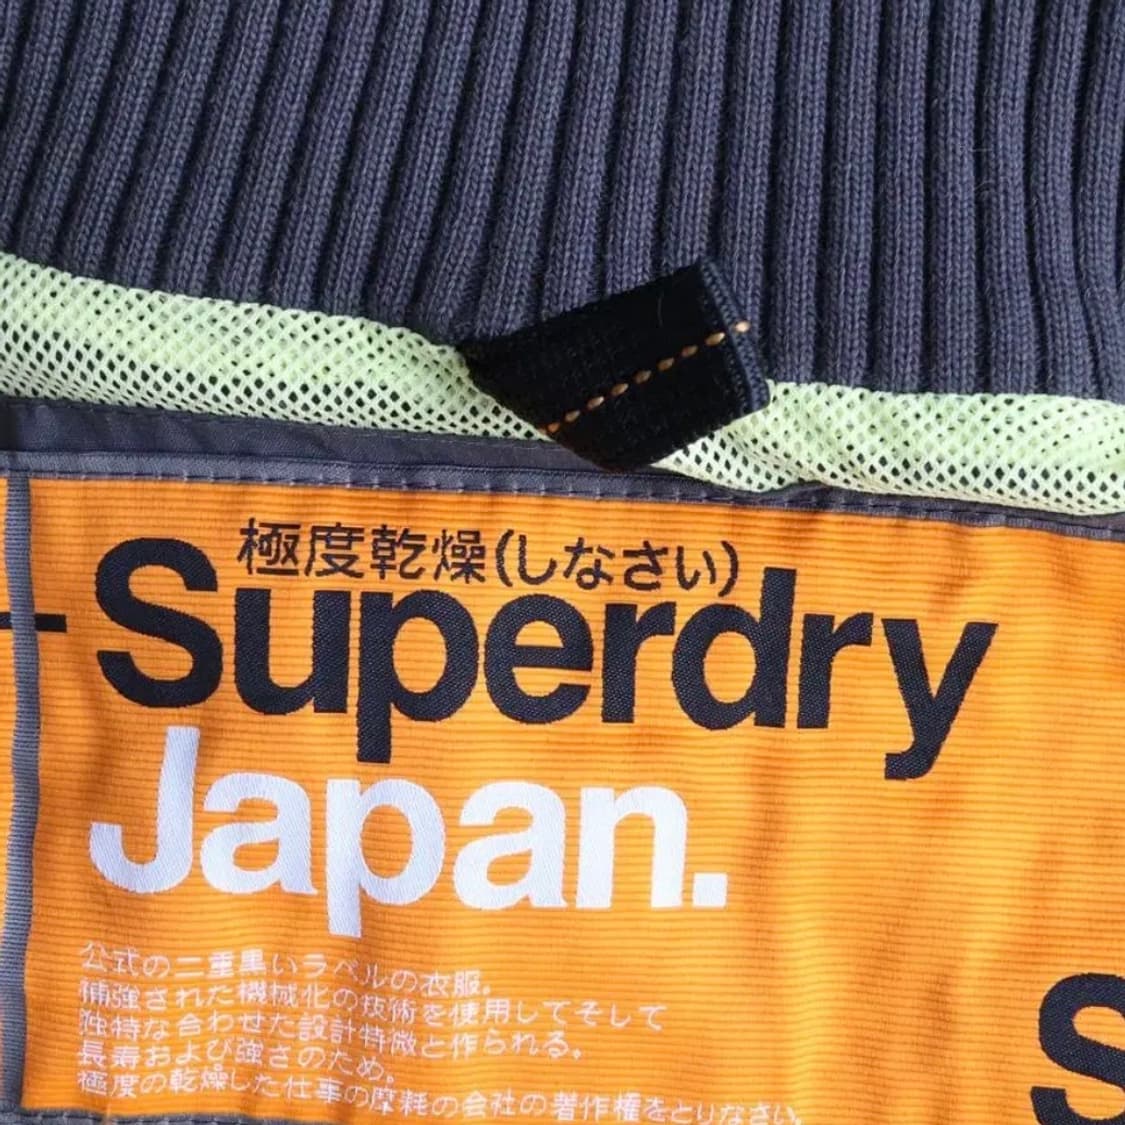 極度乾燥(しなさい)
Superdry
Japan.
公式の二重黒いラベルの衣服。
補強された機械化の技術を使用してそして
独特な合わせた設計特徴と作られる。
長寿および強さのため。
極度の乾燥した仕事の摩耗の会社の著作権をとりなさい。
S
S